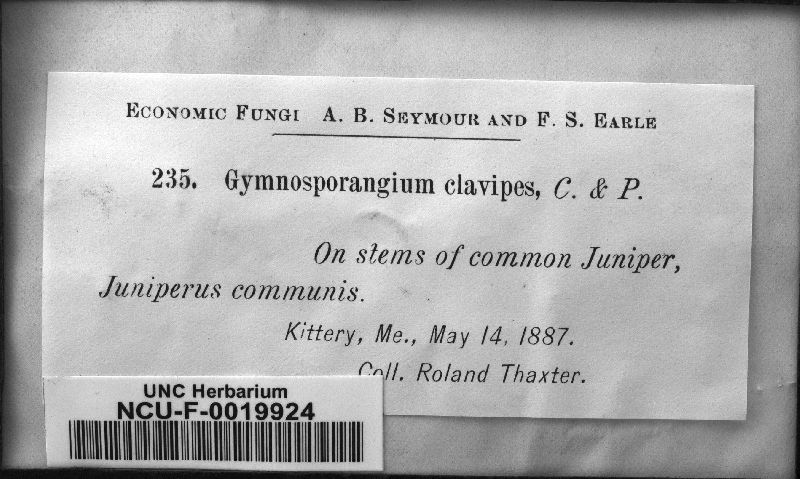 Economic Fungi A. B. Seymour and F. S. Earle
235. Gymnosporangium clavipes, C. & P.
On stems of common Juniper,
Juniperus communis.
Kittery, Me., May 14, 1887.
Coll. Roland Thaxter.
UNC Herbarium
NCU-F-0019924